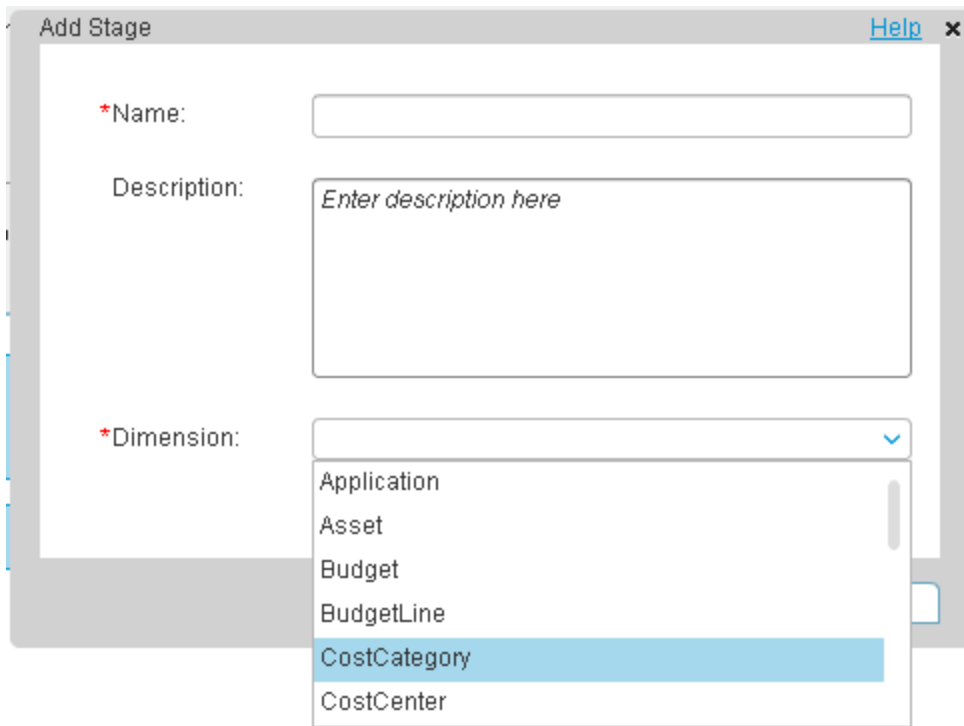 Add Stage
Help
*Name:
Description:
Enter description here
*Dimension:
Application
Asset
Budget
BudgetLine
CostCategory
CostCenter